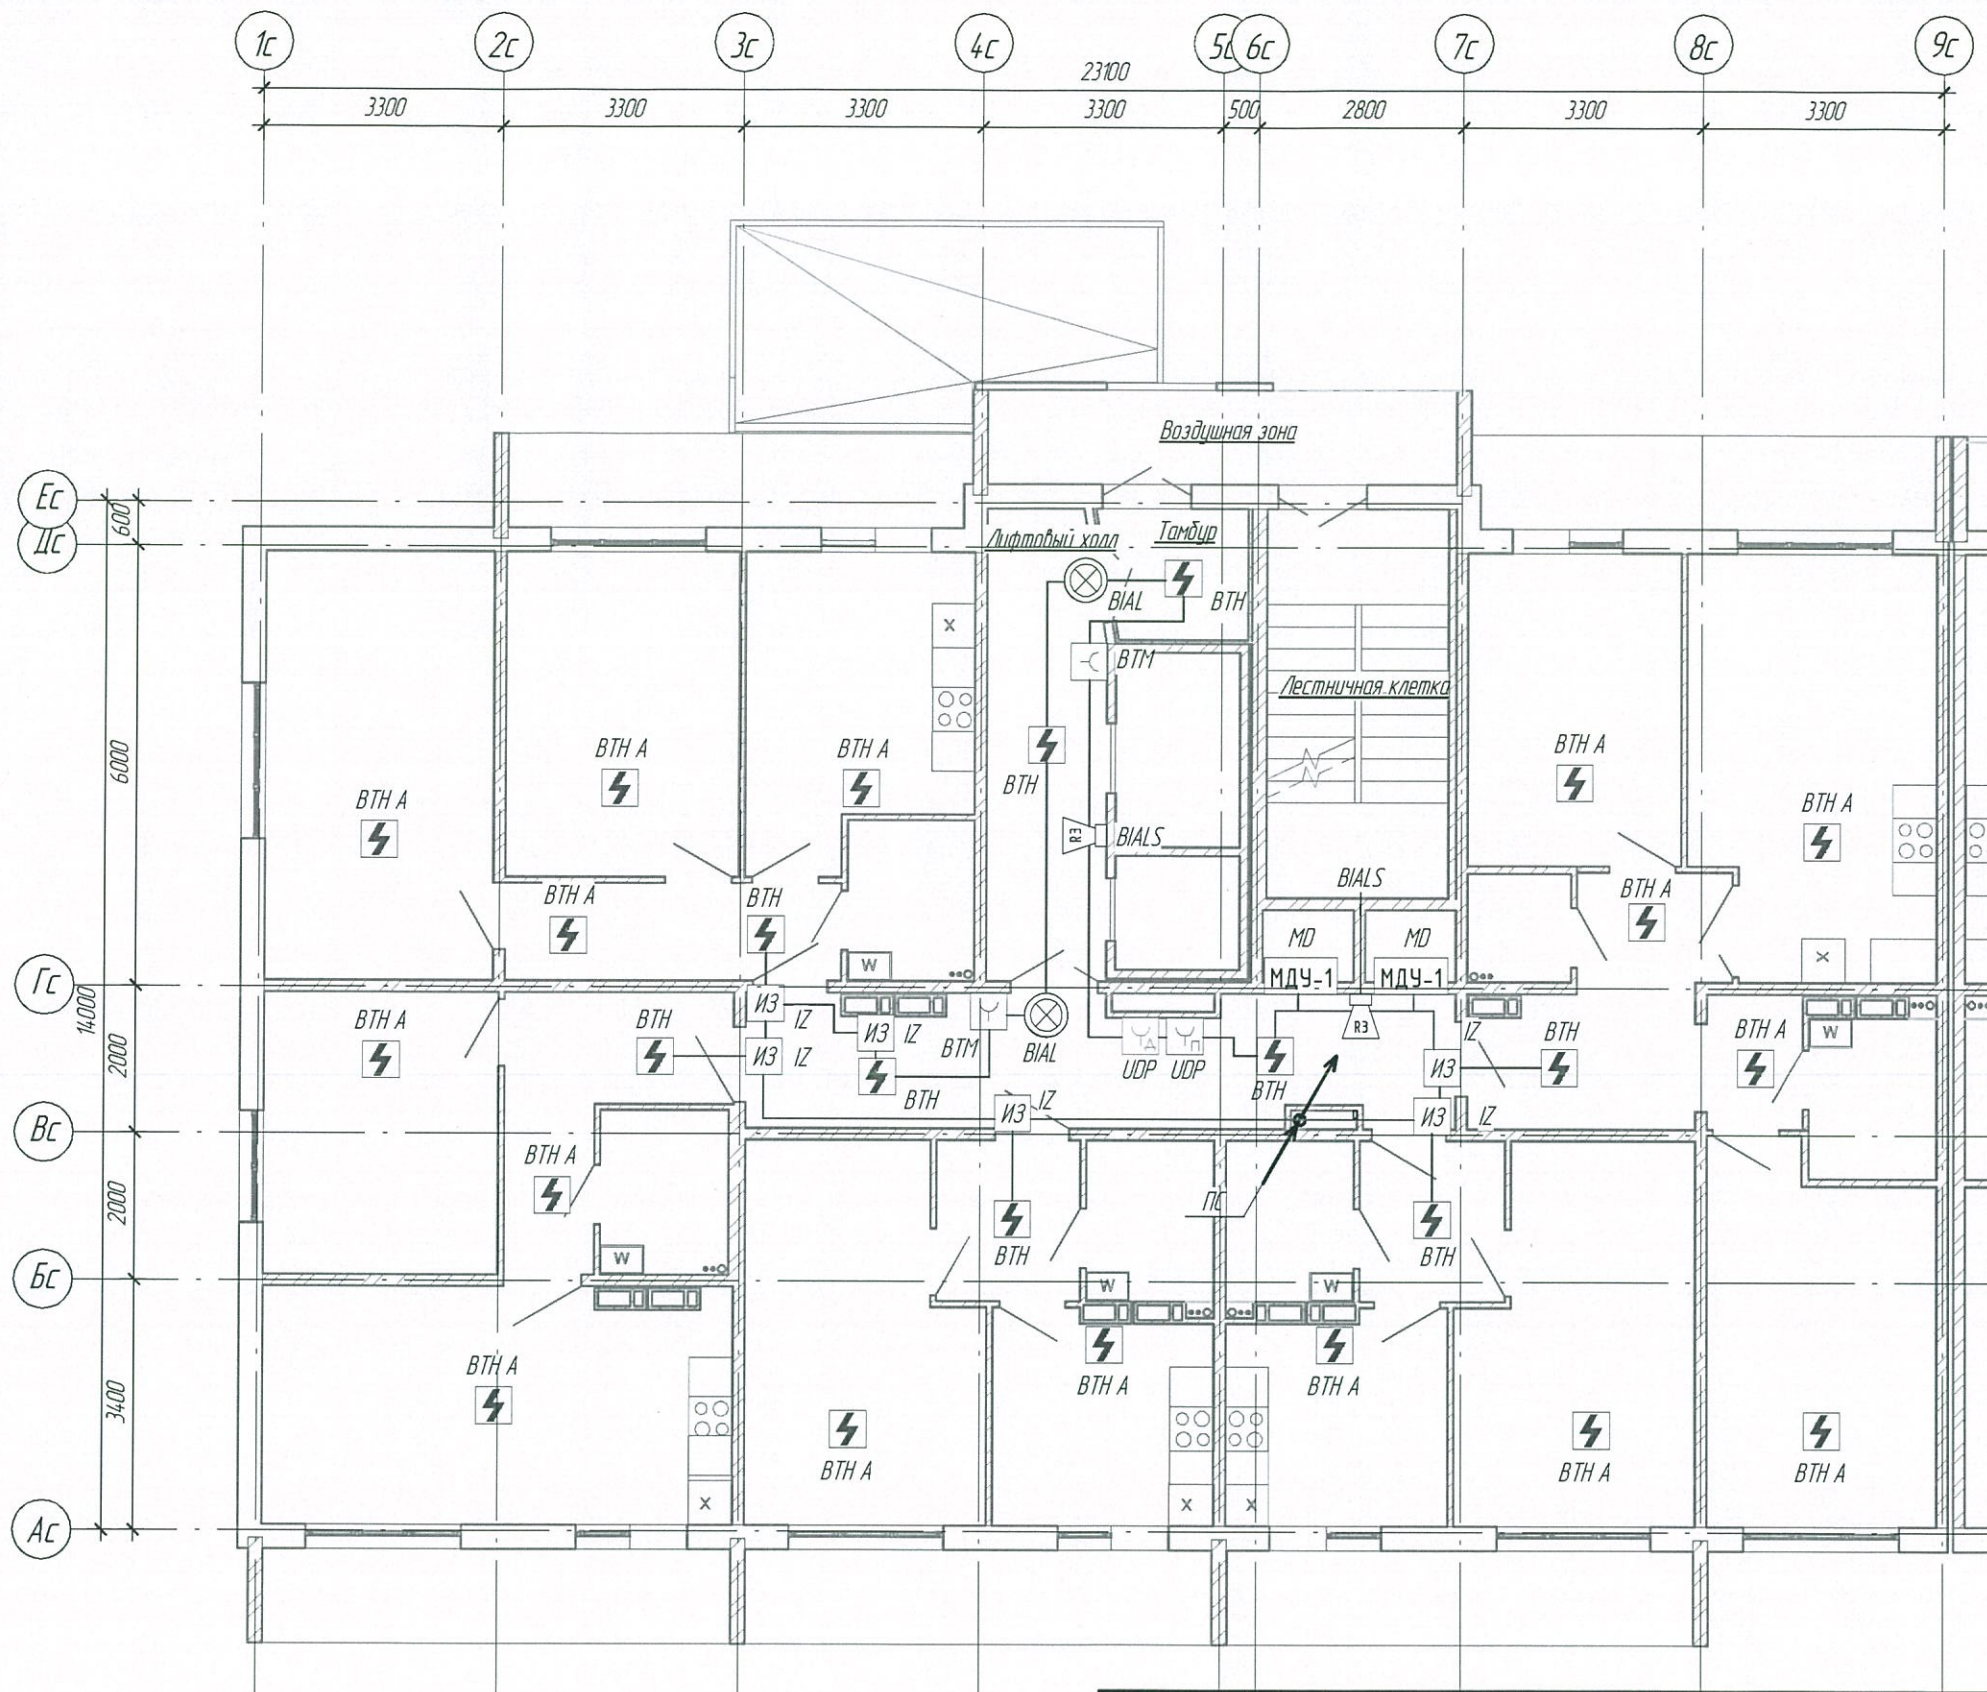 1с 2с 3с 4с 5с 6с 7с 8с 9с
23100
3300 3300 3300 3300 500 2800 3300 3300
Воздушная зона
Ес
600
Дс
Лифтовый холл
Тамбур
BIAL
ВТН
x
ВТМ
Лестничная клетка
6000
14000
ВТН А
ВТН А
ВТН А
ВТН
ВТН А
ВТН А
ВТН А
R3
BIALS
BIALS
ВТН А
ВТН
ВТН А
MD
MD
W
x
Гс
МДУ-1
МДУ-1
ИЗ
IZ
ИЗ
IZ
R3
IZ
ВТН А
ВТН
ВТН
ВТН А
W
2000
ИЗ
IZ
ВТМ
BIAL
Д
П
UDP
UDP
ИЗ
ВТН
ВТН
ИЗ
IZ
ИЗ
IZ
Вс
ВТН А
2000
ПС
ВТН
ВТН
W
Бс
W
W
ВТН А
ВТН А
ВТН А
3400
ВТН А
ВТН А
ВТН А
x
x
x
Ас